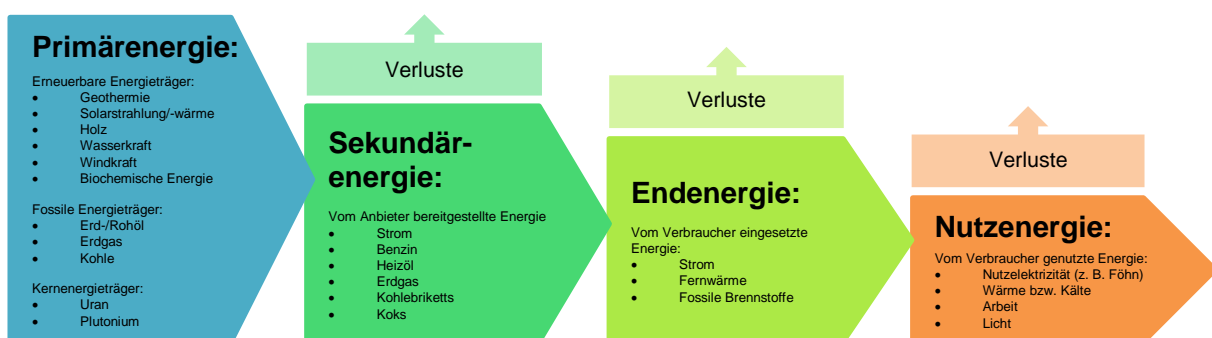 Primärenergie:
Erneuerbare Energieträger:
• Geothermie
• Solarstrahlung/-wärme
• Holz
• Wasserkraft
• Windkraft
• Biochemische Energie
Fossile Energieträger:
• Erd-/Rohöl
• Erdgas
• Kohle
Kernenergieträger:
• Uran
• Plutonium
Verluste
Sekundär-
energie:
Vom Anbieter bereitgestellte Energie
• Strom
• Benzin
• Heizöl
• Erdgas
• Kohlebriketts
• Koks
Verluste
Endenergie:
Vom Verbraucher eingesetzte
Energie:
• Strom
• Fernwärme
• Fossile Brennstoffe
Verluste
Nutzenergie:
Vom Verbraucher genutzte Energie:
• Nutzelektrizität (z. B. Föhn)
• Wärme bzw. Kälte
• Arbeit
• Licht